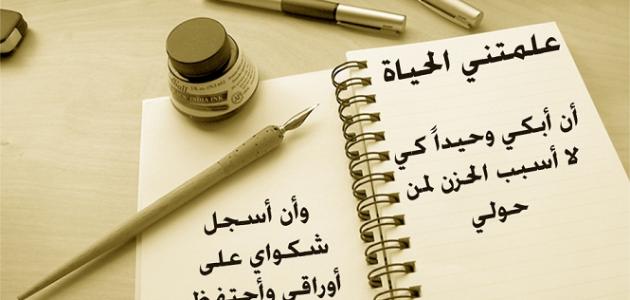 علمتني الحياة
أن أبكي وحيداً كي
لا أسبب الحزن لمن
حولي
وأن أسجل
شكواي على
أوراقي وأحتفظ
INDIA INK